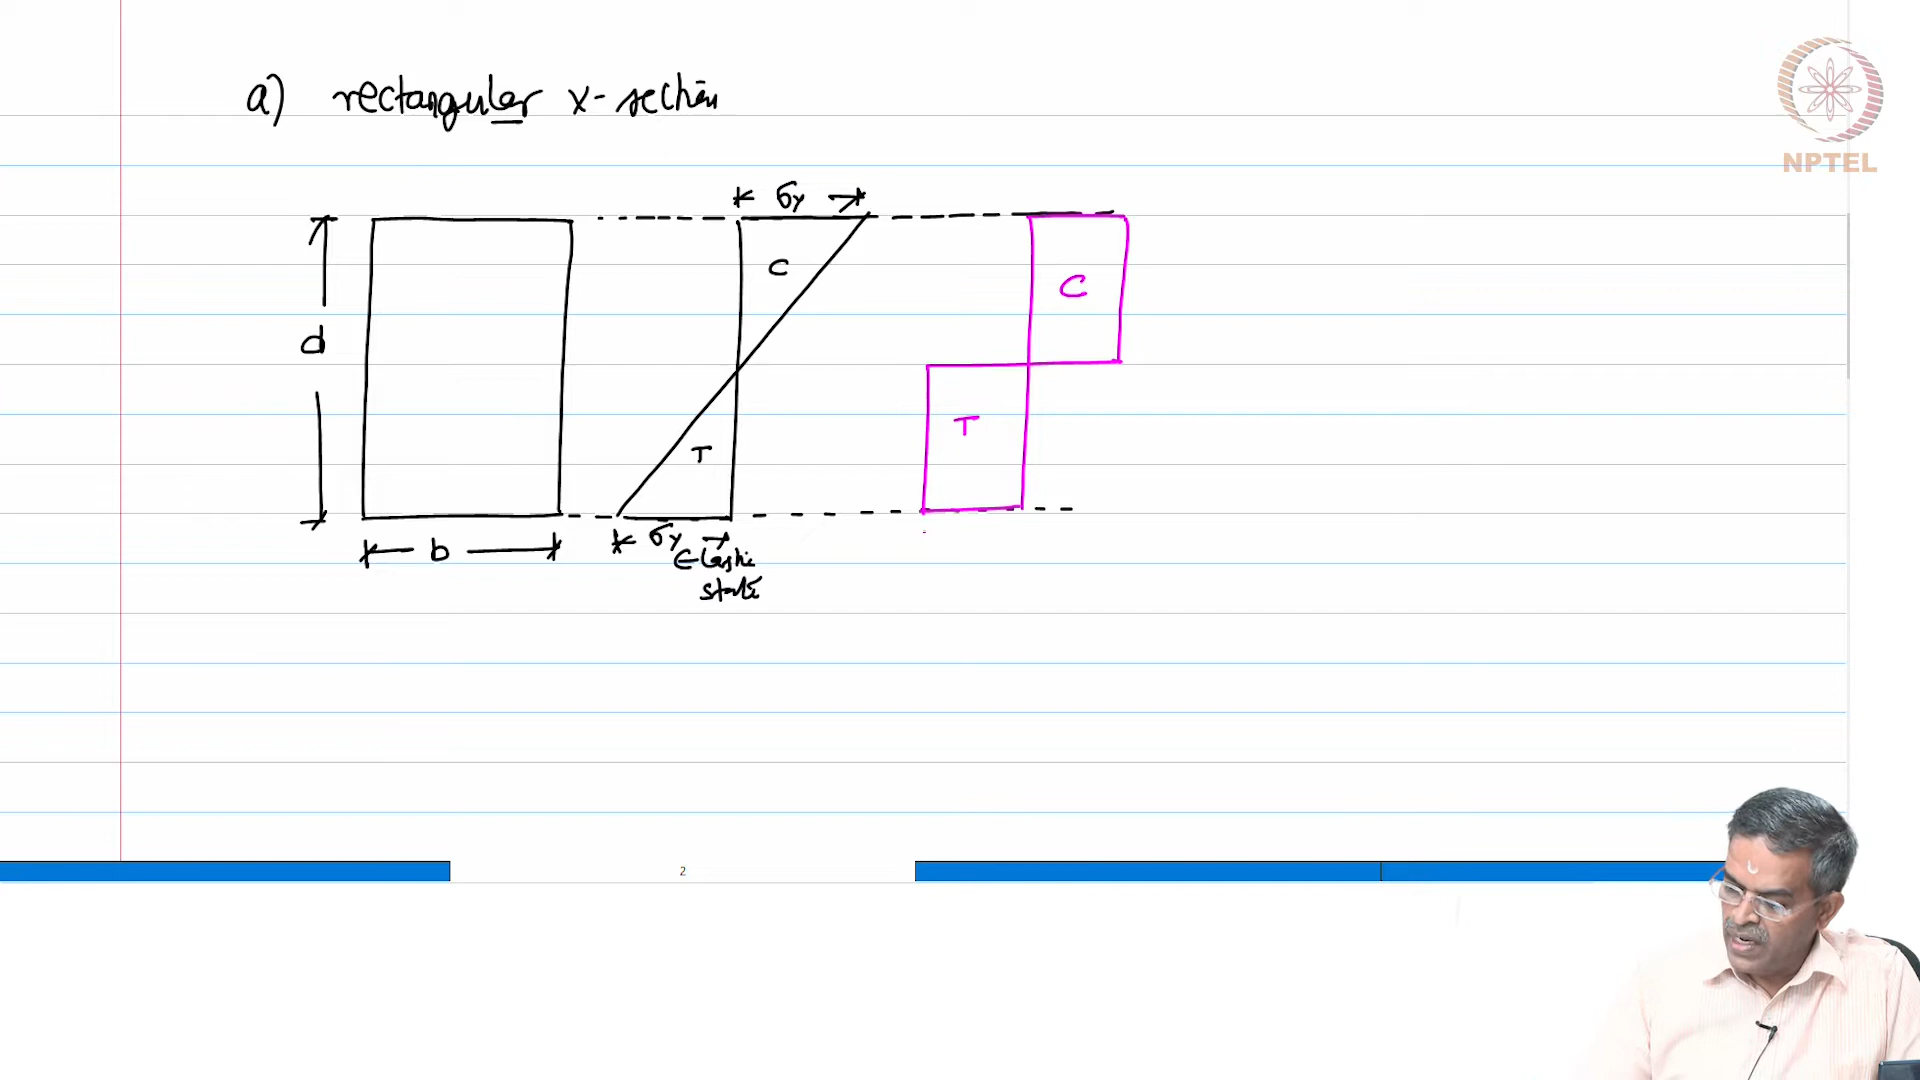 a) rectangular x-section
NPTEL
σy
C
C
d
T
T
σy
b
Elastic
state
2